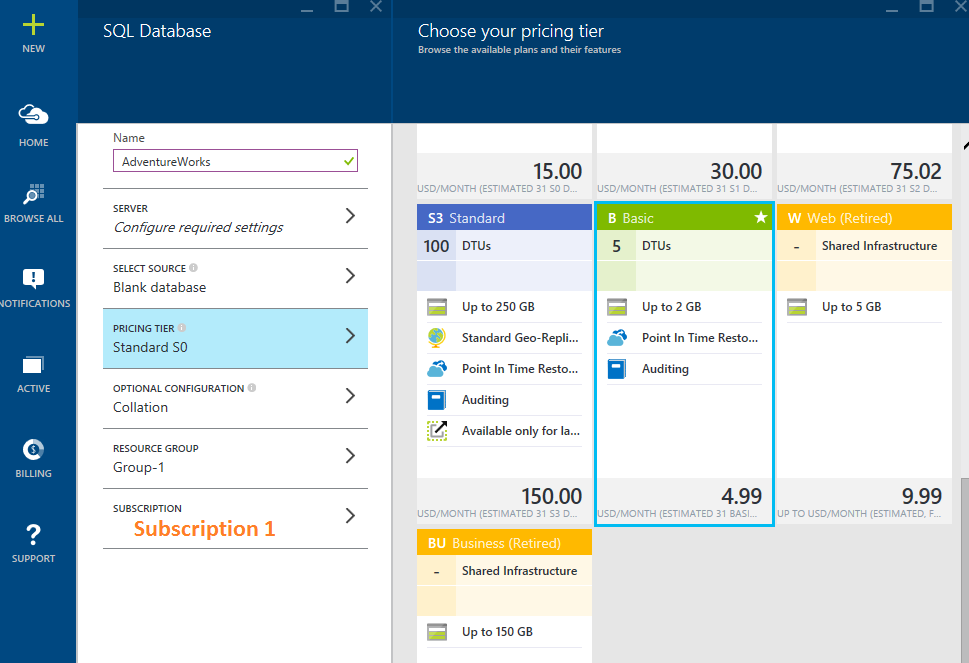 NEW
HOME
BROWSE ALL
NOTIFICATIONS
ACTIVE
BILLING
SUPPORT
SQL Database
Name
AdventureWorks
SERVER
Configure required settings
SELECT SOURCE
Blank database
PRICING TIER
Standard S0
OPTIONAL CONFIGURATION
Collation
RESOURCE GROUP
Group-1
SUBSCRIPTION
Subscription 1
Choose your pricing tier
Browse the available plans and their features
15.00
USD/MONTH (ESTIMATED 31 S0 D...
30.00
USD/MONTH (ESTIMATED 31 S1 D...
75.02
USD/MONTH (ESTIMATED 31 S2 D...
S3 Standard
100 DTUs
Up to 250 GB
Standard Geo-Repli...
Point In Time Resto...
Auditing
Available only for la...
150.00
USD/MONTH (ESTIMATED 31 S3 D...
B Basic
5 DTUs
Up to 2 GB
Point In Time Resto...
Auditing
4.99
USD/MONTH (ESTIMATED 31 BASI...
W Web (Retired)
- Shared Infrastructure
Up to 5 GB
9.99
UP TO USD/MONTH (ESTIMATED, F...
BU Business (Retired)
- Shared Infrastructure
Up to 150 GB